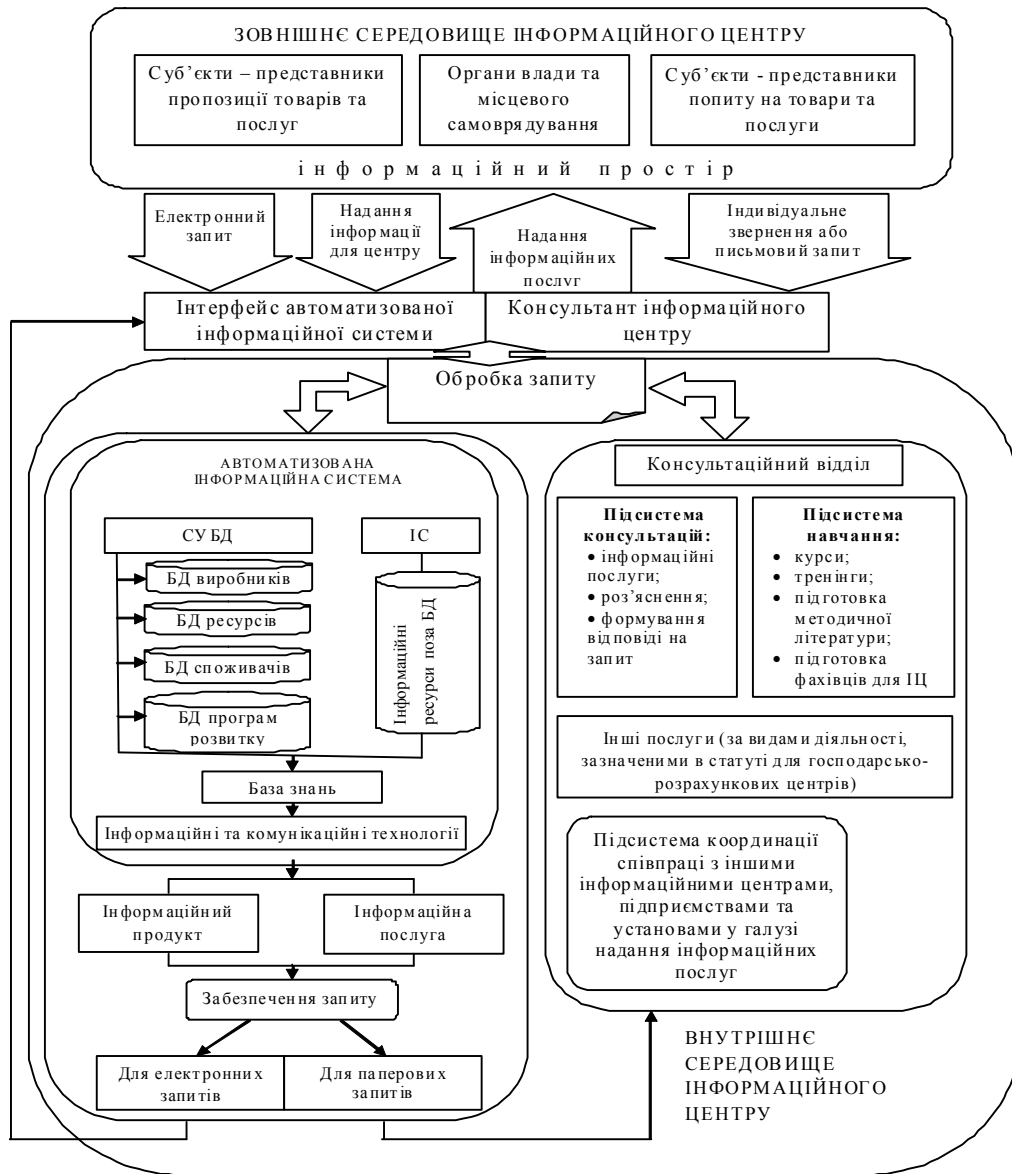 ЗОВНІШНЄ СЕРЕДОВИЩЕ ІНФОРМАЦІЙНОГО ЦЕНТРУ
Суб’єкти – представники
пропозиції товарів та
послуг
Органи влади та
місцевого
самоврядування
Суб’єкти - представники
попиту на товари та
послуги
інформаційний простір
Електронний
запит
Надання
інформації
для центру
Надання
інформаційних
послуг
Індивідуальне
звернення або
письмовий запит
Інтерфейс автоматизованої
інформаційної системи
Консультант інформаційного
центру
Обробка запиту
АВТОМАТИЗОВАНА
ІНФОРМАЦІЙНА СИСТЕМА
СУБД
ІС
БД виробників
БД ресурсів
БД споживачів
БД програм
розвитку
Інформаційні
ресурси поза БД
База знань
Інформаційні та комунікаційні технології
Інформаційний
продукт
Інформаційна
послуга
Забезпечення запиту
Для електронних
запитів
Для паперових
запитів
Консультаційний відділ
Підсистема
консультацій:
• інформаційні
послуги;
• роз’яснення;
• формування
відповіді на
запит
Підсистема
навчання:
• курси;
• тренінги;
• підготовка
методичної
літератури;
• підготовка
фахівців для ІЦ
Інші послуги (за видами діяльності,
зазначеними в статуті для господарсько-
розрахункових центрів)
Підсистема координації
співпраці з іншими
інформаційними центрами,
підприємствами та
установами у галузі
надання інформаційних
послуг
ВНУТРІШНЄ
СЕРЕДОВИЩЕ
ІНФОРМАЦІЙНОГО
ЦЕНТРУ